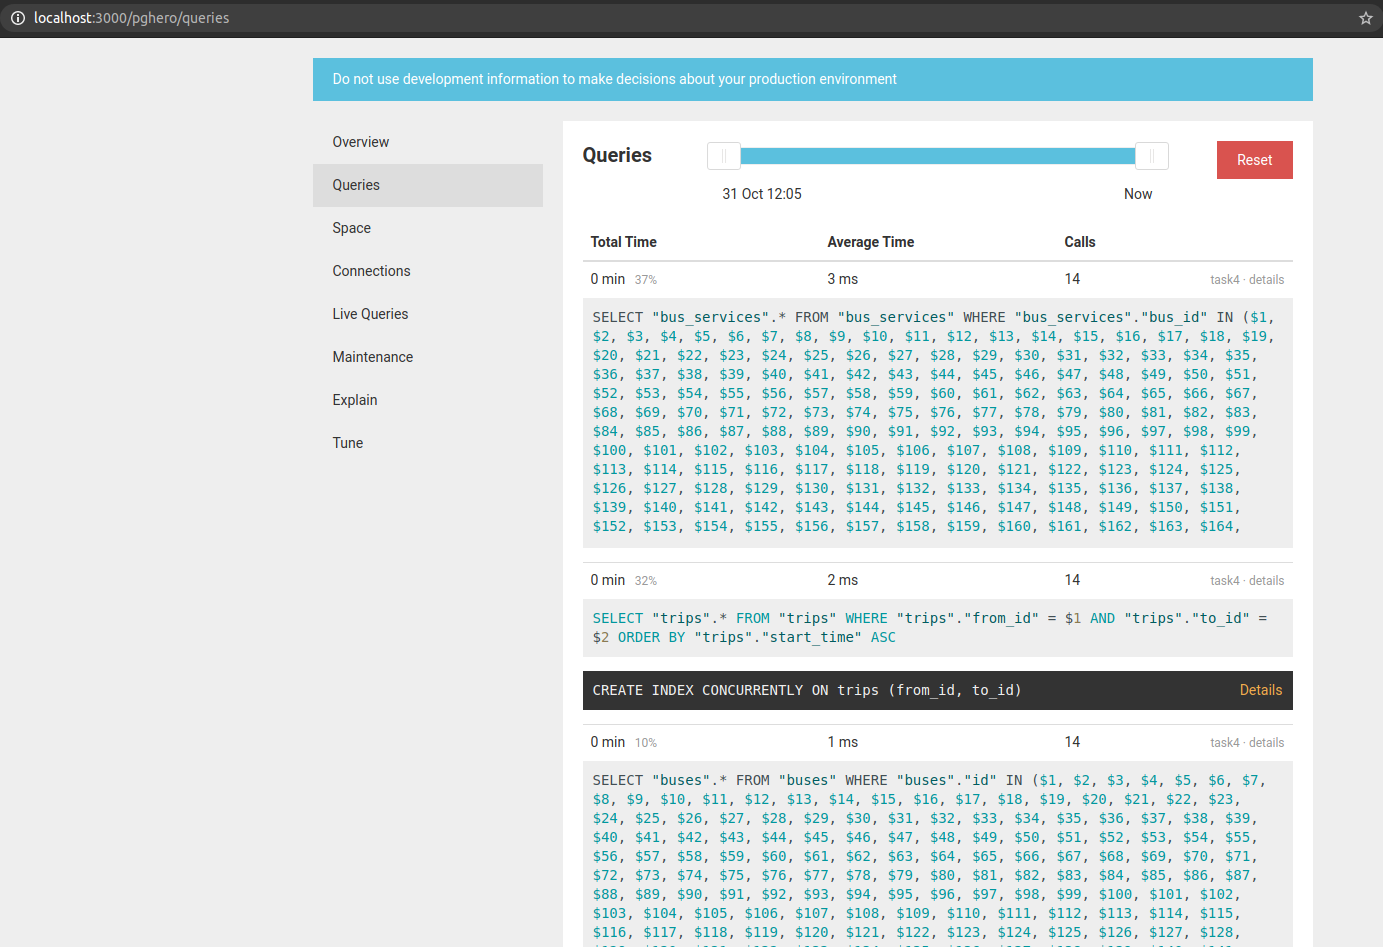 localhost:3000/pghero/queries
Do not use development information to make decisions about your production environment
Overview
Queries
Space
Connections
Live Queries
Maintenance
Explain
Tune
Queries
31 Oct 12:05
Now
Reset
Total Time Average Time Calls
0 min 37% 3 ms 14 task4 · details
SELECT "bus_services".* FROM "bus_services" WHERE "bus_services"."bus_id" IN ($1,
$2, $3, $4, $5, $6, $7, $8, $9, $10, $11, $12, $13, $14, $15, $16, $17, $18, $19,
$20, $21, $22, $23, $24, $25, $26, $27, $28, $29, $30, $31, $32, $33, $34, $35,
$36, $37, $38, $39, $40, $41, $42, $43, $44, $45, $46, $47, $48, $49, $50, $51,
$52, $53, $54, $55, $56, $57, $58, $59, $60, $61, $62, $63, $64, $65, $66, $67,
$68, $69, $70, $71, $72, $73, $74, $75, $76, $77, $78, $79, $80, $81, $82, $83,
$84, $85, $86, $87, $88, $89, $90, $91, $92, $93, $94, $95, $96, $97, $98, $99,
$100, $101, $102, $103, $104, $105, $106, $107, $108, $109, $110, $111, $112,
$113, $114, $115, $116, $117, $118, $119, $120, $121, $122, $123, $124, $125,
$126, $127, $128, $129, $130, $131, $132, $133, $134, $135, $136, $137, $138,
$139, $140, $141, $142, $143, $144, $145, $146, $147, $148, $149, $150, $151,
$152, $153, $154, $155, $156, $157, $158, $159, $160, $161, $162, $163, $164,
0 min 32% 2 ms 14 task4 · details
SELECT "trips".* FROM "trips" WHERE "trips"."from_id" = $1 AND "trips"."to_id" =
$2 ORDER BY "trips"."start_time" ASC
CREATE INDEX CONCURRENTLY ON trips (from_id, to_id) Details
0 min 10% 1 ms 14 task4 · details
SELECT "buses".* FROM "buses" WHERE "buses"."id" IN ($1, $2, $3, $4, $5, $6, $7,
$8, $9, $10, $11, $12, $13, $14, $15, $16, $17, $18, $19, $20, $21, $22, $23,
$24, $25, $26, $27, $28, $29, $30, $31, $32, $33, $34, $35, $36, $37, $38, $39,
$40, $41, $42, $43, $44, $45, $46, $47, $48, $49, $50, $51, $52, $53, $54, $55,
$56, $57, $58, $59, $60, $61, $62, $63, $64, $65, $66, $67, $68, $69, $70, $71,
$72, $73, $74, $75, $76, $77, $78, $79, $80, $81, $82, $83, $84, $85, $86, $87,
$88, $89, $90, $91, $92, $93, $94, $95, $96, $97, $98, $99, $100, $101, $102,
$103, $104, $105, $106, $107, $108, $109, $110, $111, $112, $113, $114, $115,
$116, $117, $118, $119, $120, $121, $122, $123, $124, $125, $126, $127, $128,